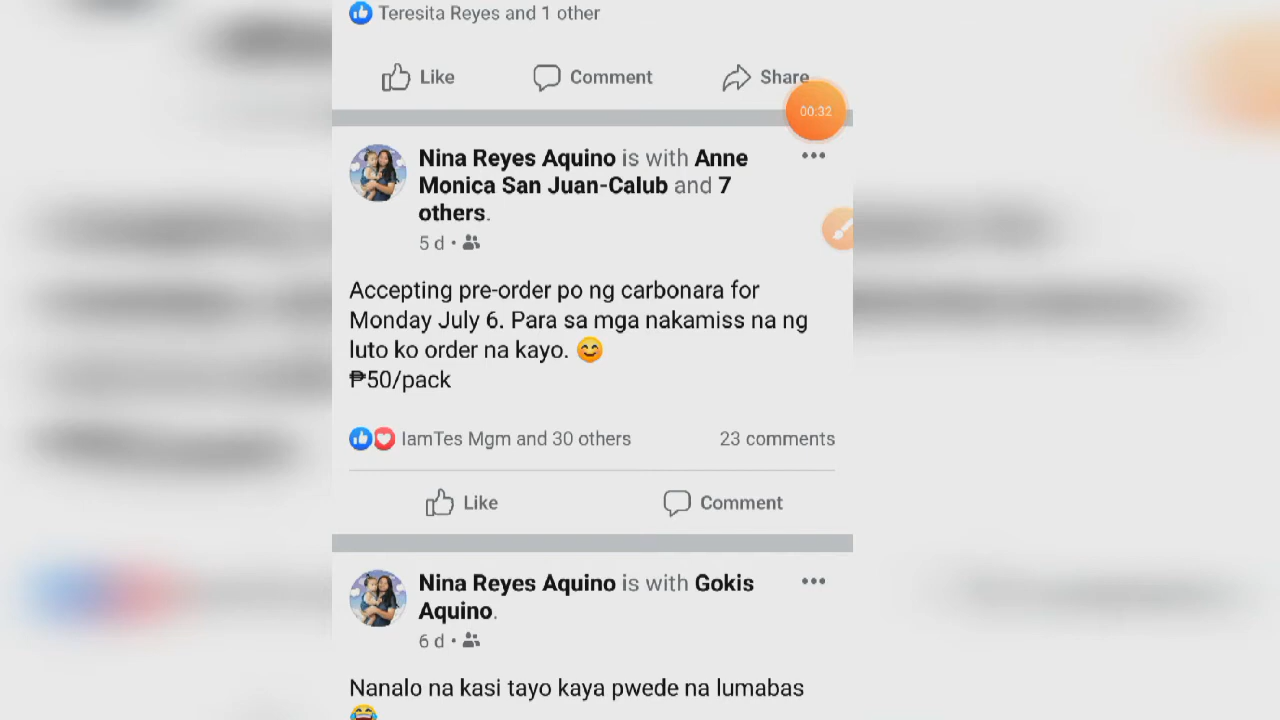 Teresita Reyes and 1 other
Like Comment Share
00:32
Nina Reyes Aquino is with Anne
Monica San Juan-Calub and 7
others.
5 d
Accepting pre-order po ng carbonara for
Monday July 6. Para sa mga nakamiss na ng
luto ko order na kayo. 😊
₱50/pack
IamTes Mgm and 30 others 23 comments
Like Comment
Nina Reyes Aquino is with Gokis
Aquino.
6 d
Nanalo na kasi tayo kaya pwede na lumabas
😂